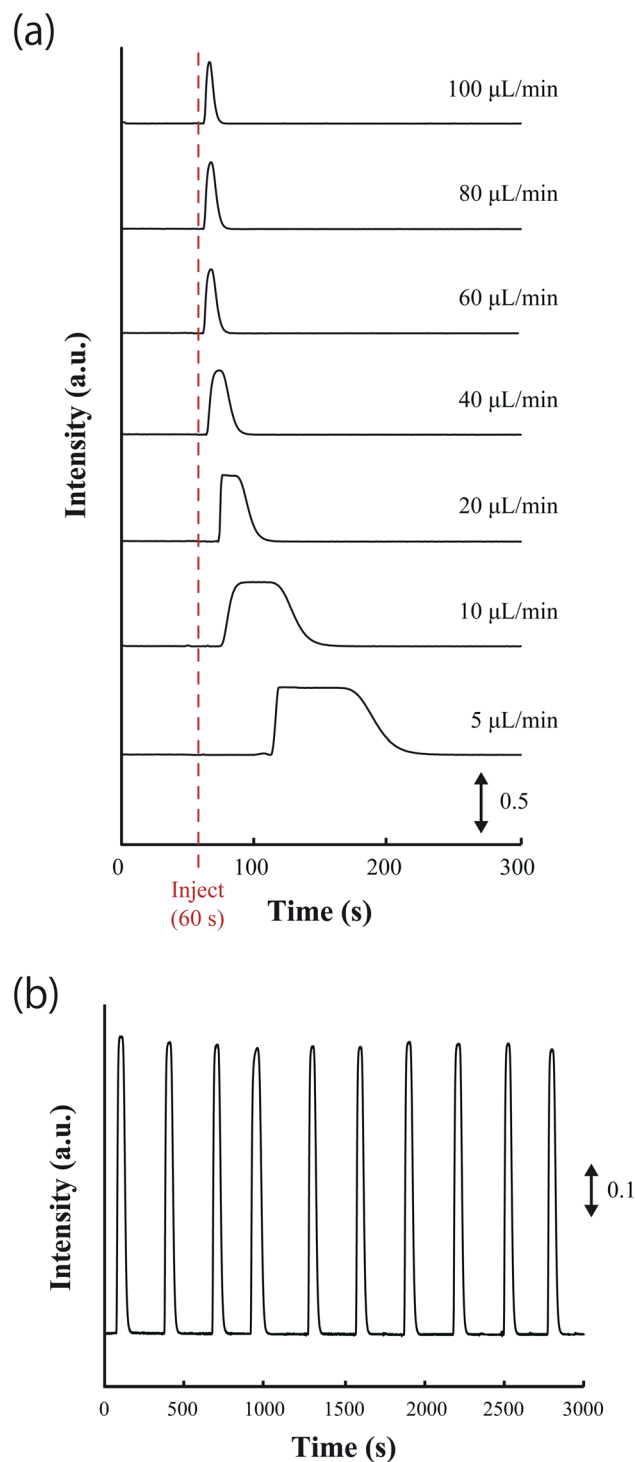 (a)
100 μL/min
80 μL/min
60 μL/min
40 μL/min
20 μL/min
10 μL/min
5 μL/min
0.5
Intensity (a.u.)
0
100
200
300
Inject
(60 s)
Time (s)
(b)
Intensity (a.u.)
0.1
0
500
1000
1500
2000
2500
3000
Time (s)